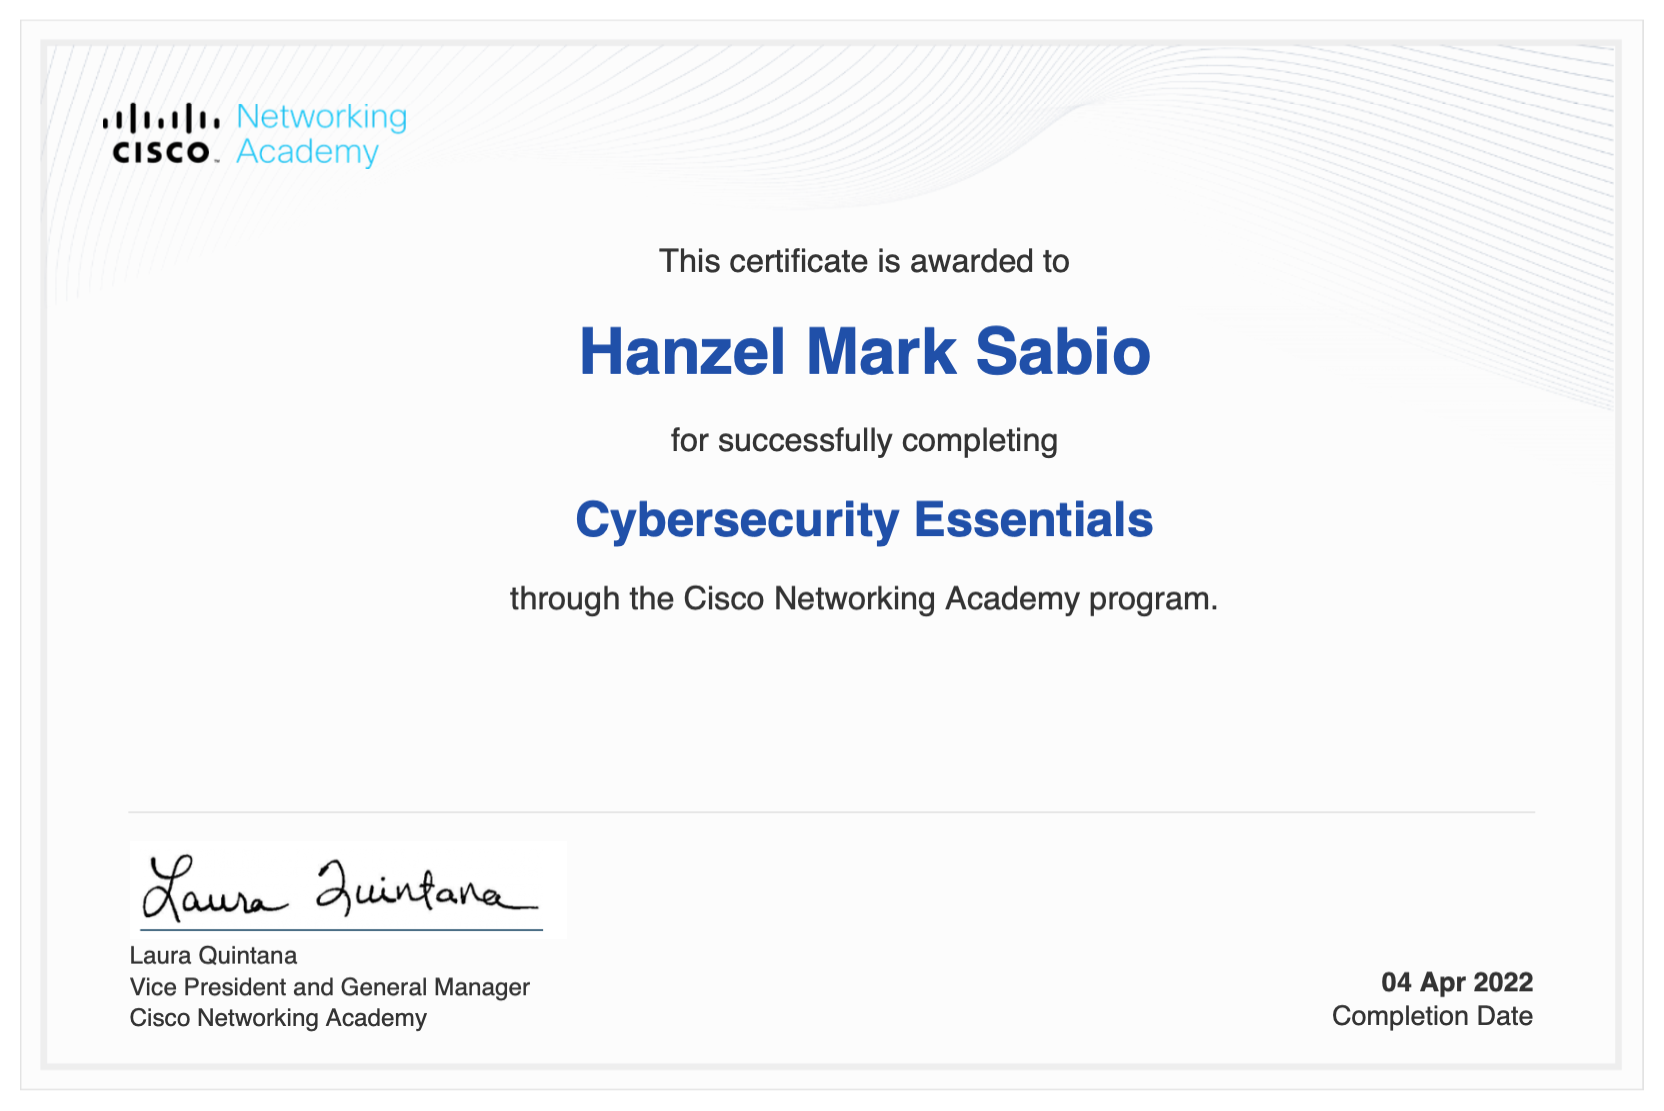 Networking
CISCO™ Academy
This certificate is awarded to
Hanzel Mark Sabio
for successfully completing
Cybersecurity Essentials
through the Cisco Networking Academy program.
Laura Quintana
Laura Quintana
Vice President and General Manager
Cisco Networking Academy
04 Apr 2022
Completion Date